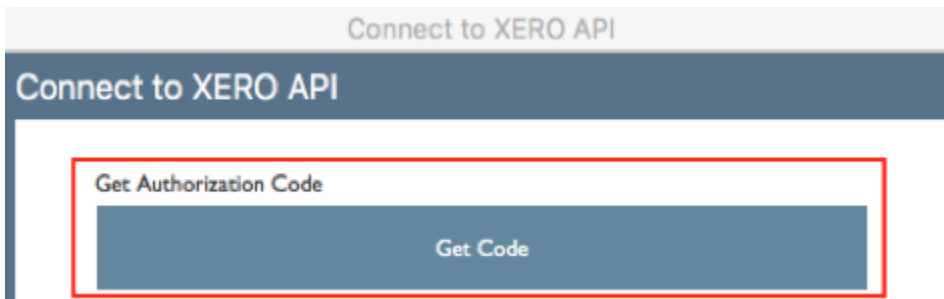 Connect to XERO API
Connect to XERO API
Get Authorization Code
Get Code